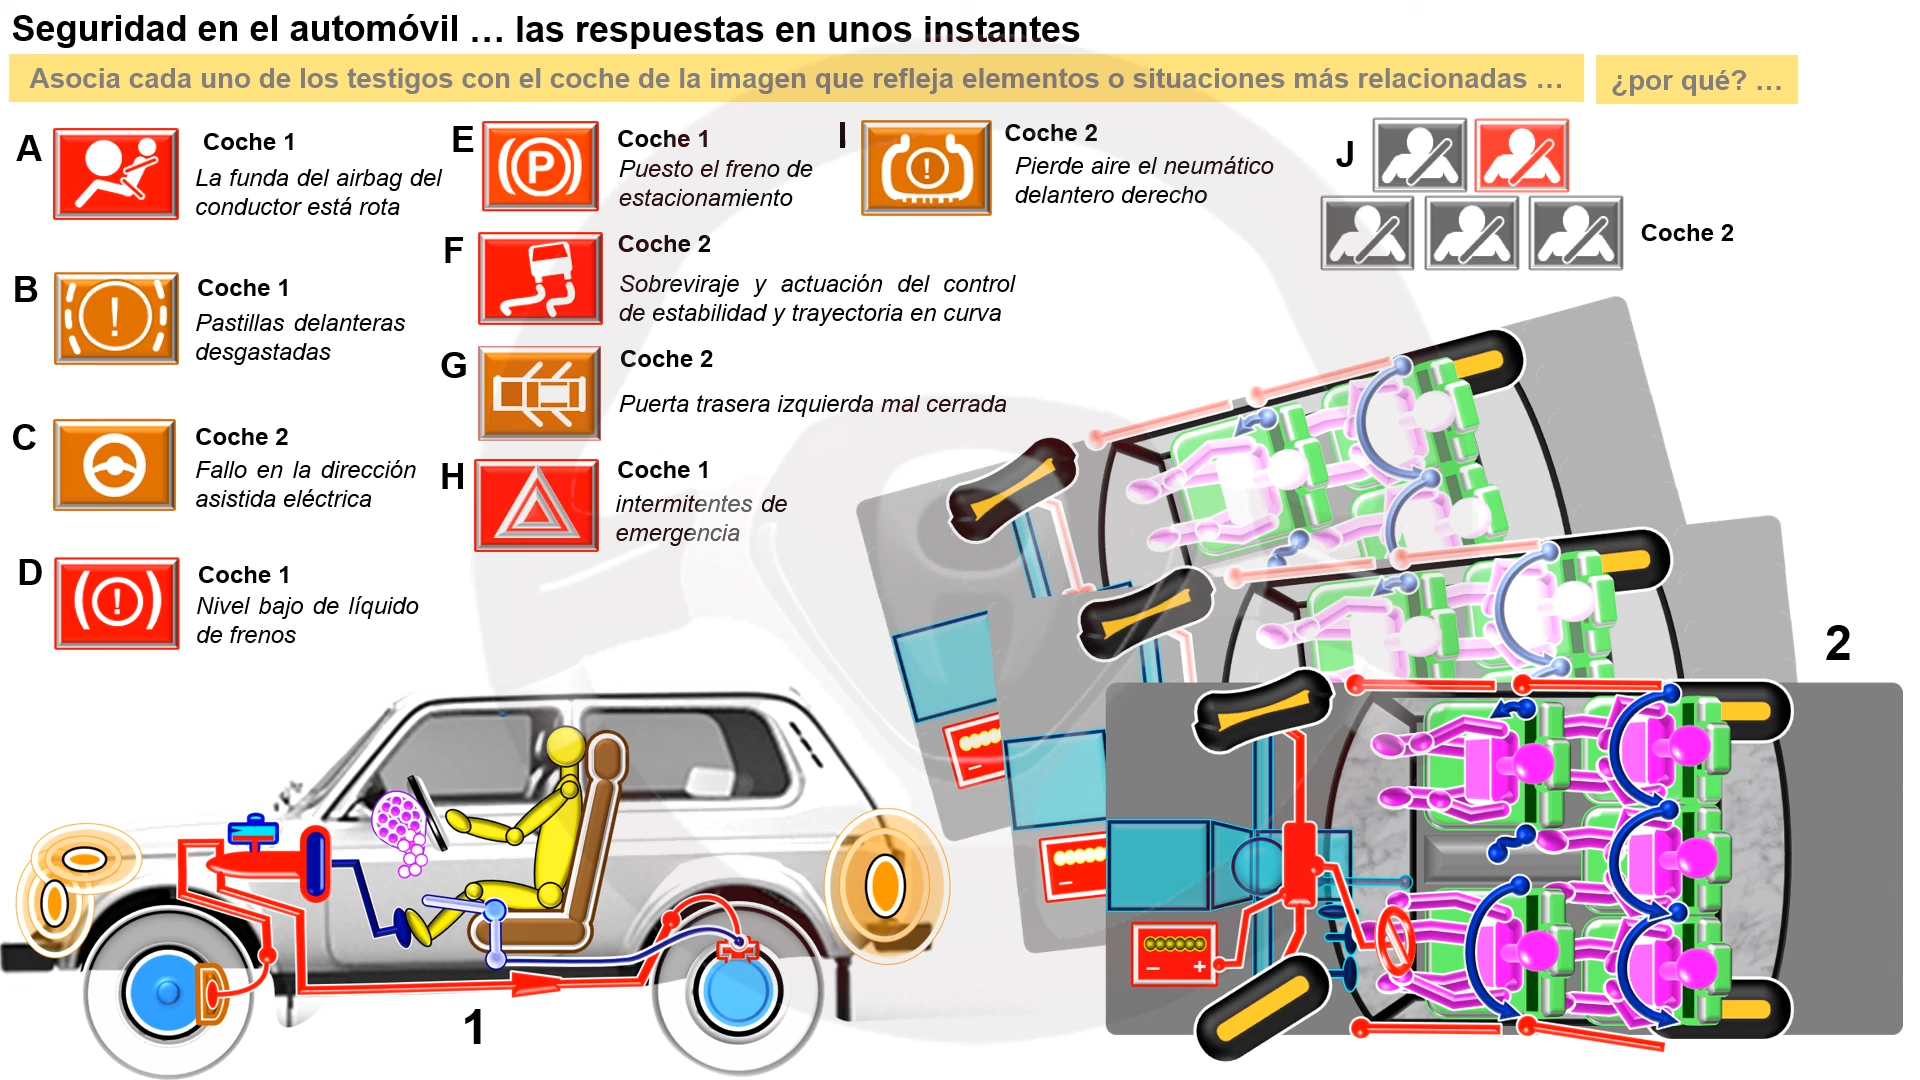 Seguridad en el automóvil … las respuestas en unos instantes
Asocia cada uno de los testigos con el coche de la imagen que refleja elementos o situaciones más relacionadas …
¿por qué? …
A
Coche 1
La funda del airbag del
conductor está rota
B
!
Coche 1
Pastillas delanteras
desgastadas
C
Coche 2
Fallo en la dirección
asistida eléctrica
D
!
Coche 1
Nivel bajo de líquido
de frenos
E
P
Coche 1
Puesto el freno de
estacionamiento
F
Coche 2
Sobreviraje y actuación del control
de estabilidad y trayectoria en curva
G
Coche 2
Puerta trasera izquierda mal cerrada
H
Coche 1
intermitentes de
emergencia
I
!
Coche 2
Pierde aire el neumático
delantero derecho
J
Coche 2
1
2
–
–
– +